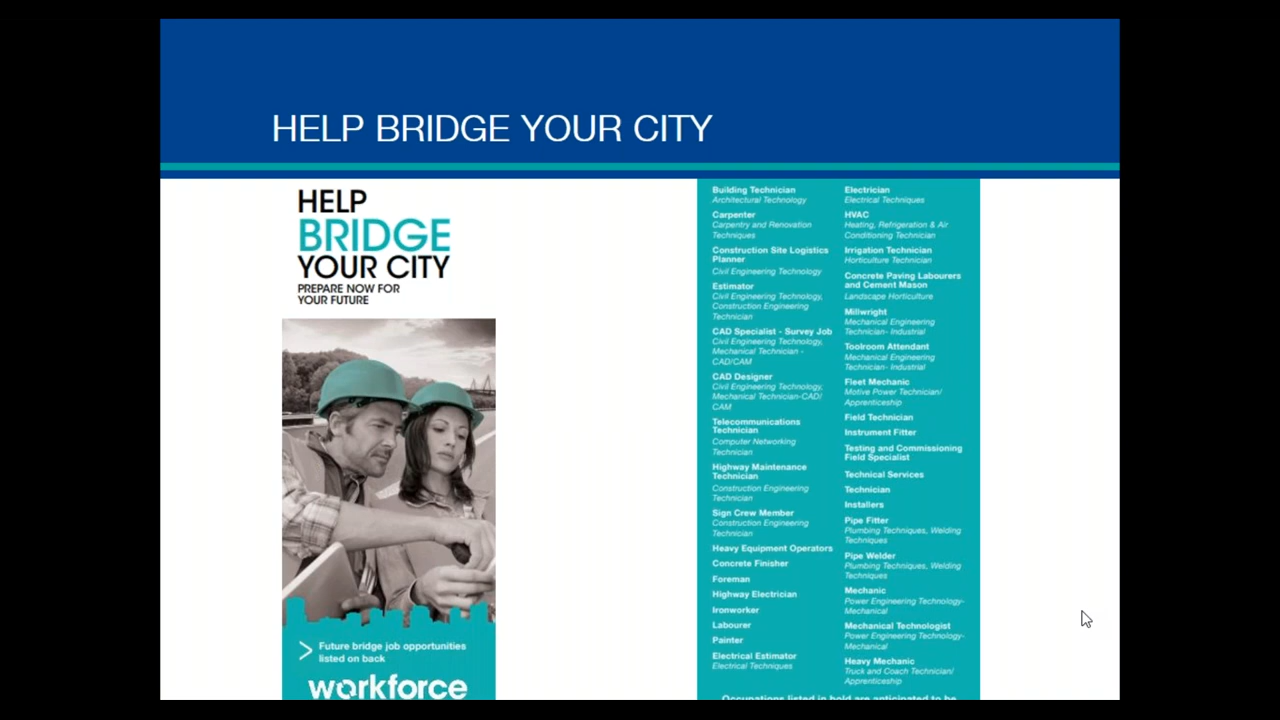 HELP BRIDGE YOUR CITY
HELP
BRIDGE
YOUR CITY
PREPARE NOW FOR
YOUR FUTURE
Future bridge job opportunities
listed on back
workforce
Building Technician
Architectural Technology
Carpenter
Carpentry and Renovation
Techniques
Construction Site Logistics
Planner
Civil Engineering Technology
Estimator
Civil Engineering Technology,
Construction Engineering
Technician
CAD Specialist - Survey Job
Civil Engineering Technology,
Mechanical Technician -
CAD/CAM
CAD Designer
Civil Engineering Technology,
Mechanical Technician-CAD/
CAM
Telecommunications
Technician
Computer Networking
Technician
Highway Maintenance
Technician
Construction Engineering
Technician
Sign Crew Member
Construction Engineering
Technician
Heavy Equipment Operators
Concrete Finisher
Foreman
Highway Electrician
Ironworker
Labourer
Painter
Electrical Estimator
Electrical Techniques
Electrician
Electrical Techniques
HVAC
Heating, Refrigeration & Air
Conditioning Technician
Irrigation Technician
Horticulture Technician
Concrete Paving Labourers
and Cement Mason
Landscape Horticulture
Millwright
Mechanical Engineering
Technician- Industrial
Toolroom Attendant
Mechanical Engineering
Technician- Industrial
Fleet Mechanic
Motive Power Technician/
Apprenticeship
Field Technician
Instrument Fitter
Testing and Commissioning
Field Specialist
Technical Services
Technician
Installers
Pipe Fitter
Plumbing Techniques, Welding
Techniques
Pipe Welder
Plumbing Techniques, Welding
Techniques
Mechanic
Power Engineering Technology-
Mechanical
Mechanical Technologist
Power Engineering Technology-
Mechanical
Heavy Mechanic
Truck and Coach Technician/
Apprenticeship
Occupations listed in bold are anticipated to be